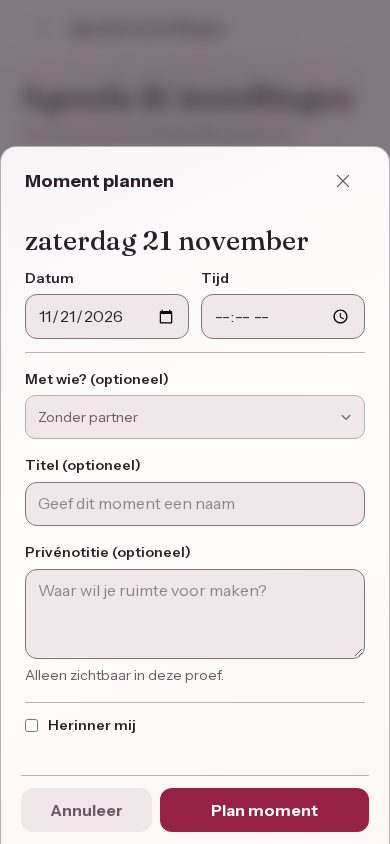 Moment plannen
zaterdag 21 november
Datum
Tijd
11/21/2026
--:-- --
Met wie? (optioneel)
Zonder partner
Titel (optioneel)
Geef dit moment een naam
Privénotitie (optioneel)
Waar wil je ruimte voor maken?
Alleen zichtbaar in deze proef.
Herinner mij
Annuleer
Plan moment